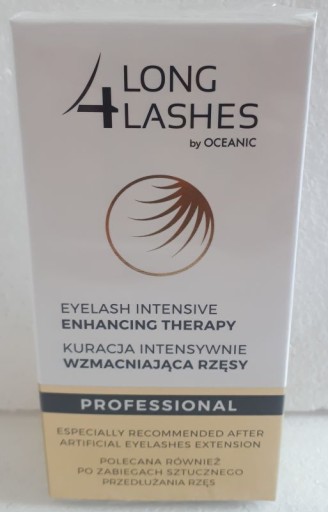 4 LONG
LASHES
by OCEANIC
EYELASH INTENSIVE
ENHANCING THERAPY
KURACJA INTENSYWNIE
WZMACNIAJĄCA RZĘSY
PROFESSIONAL
ESPECIALLY RECOMMENDED AFTER
ARTIFICIAL EYELASHES EXTENSION
POLECANA RÓWNIEŻ
PO ZABIEGACH SZTUCZNEGO
PRZEDŁUŻANIA RZĘS